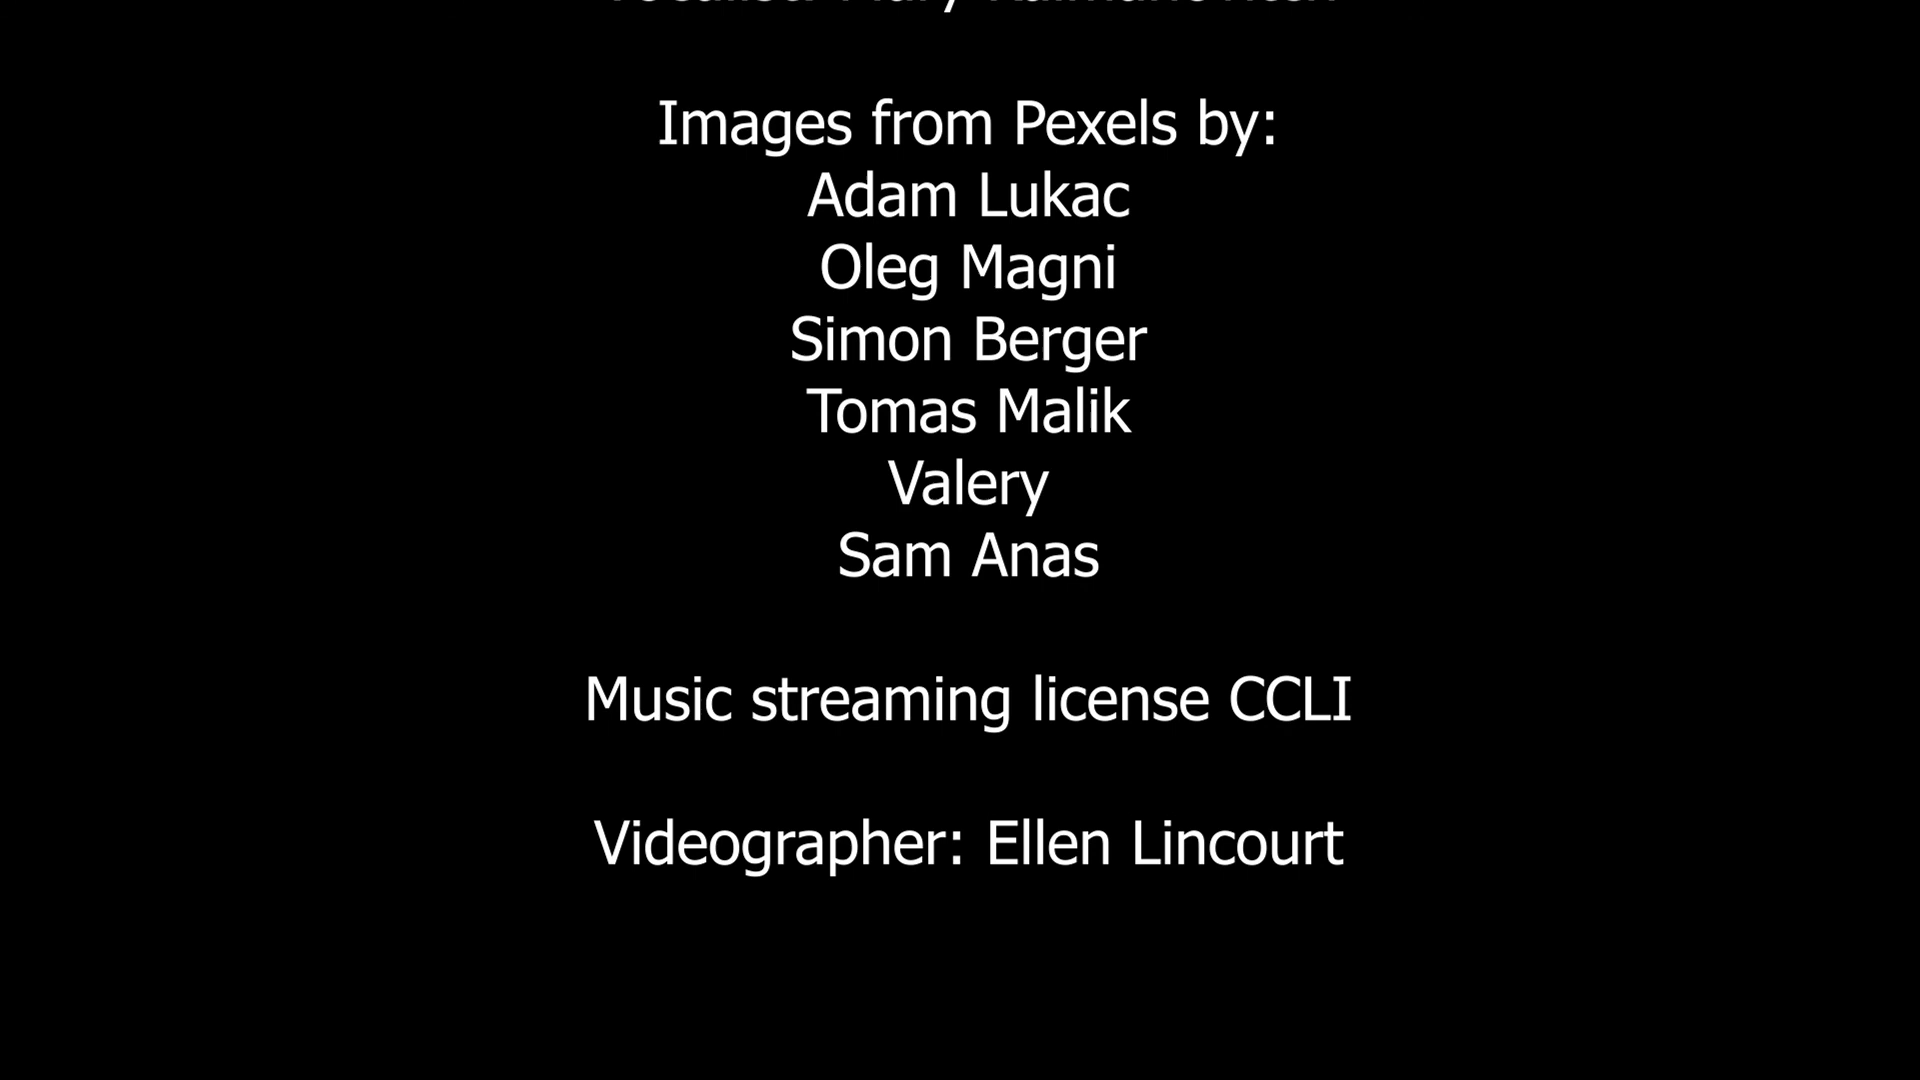 Images from Pexels by:
Adam Lukac
Oleg Magni
Simon Berger
Tomas Malik
Valery
Sam Anas
Music streaming license CCLI
Videographer: Ellen Lincourt